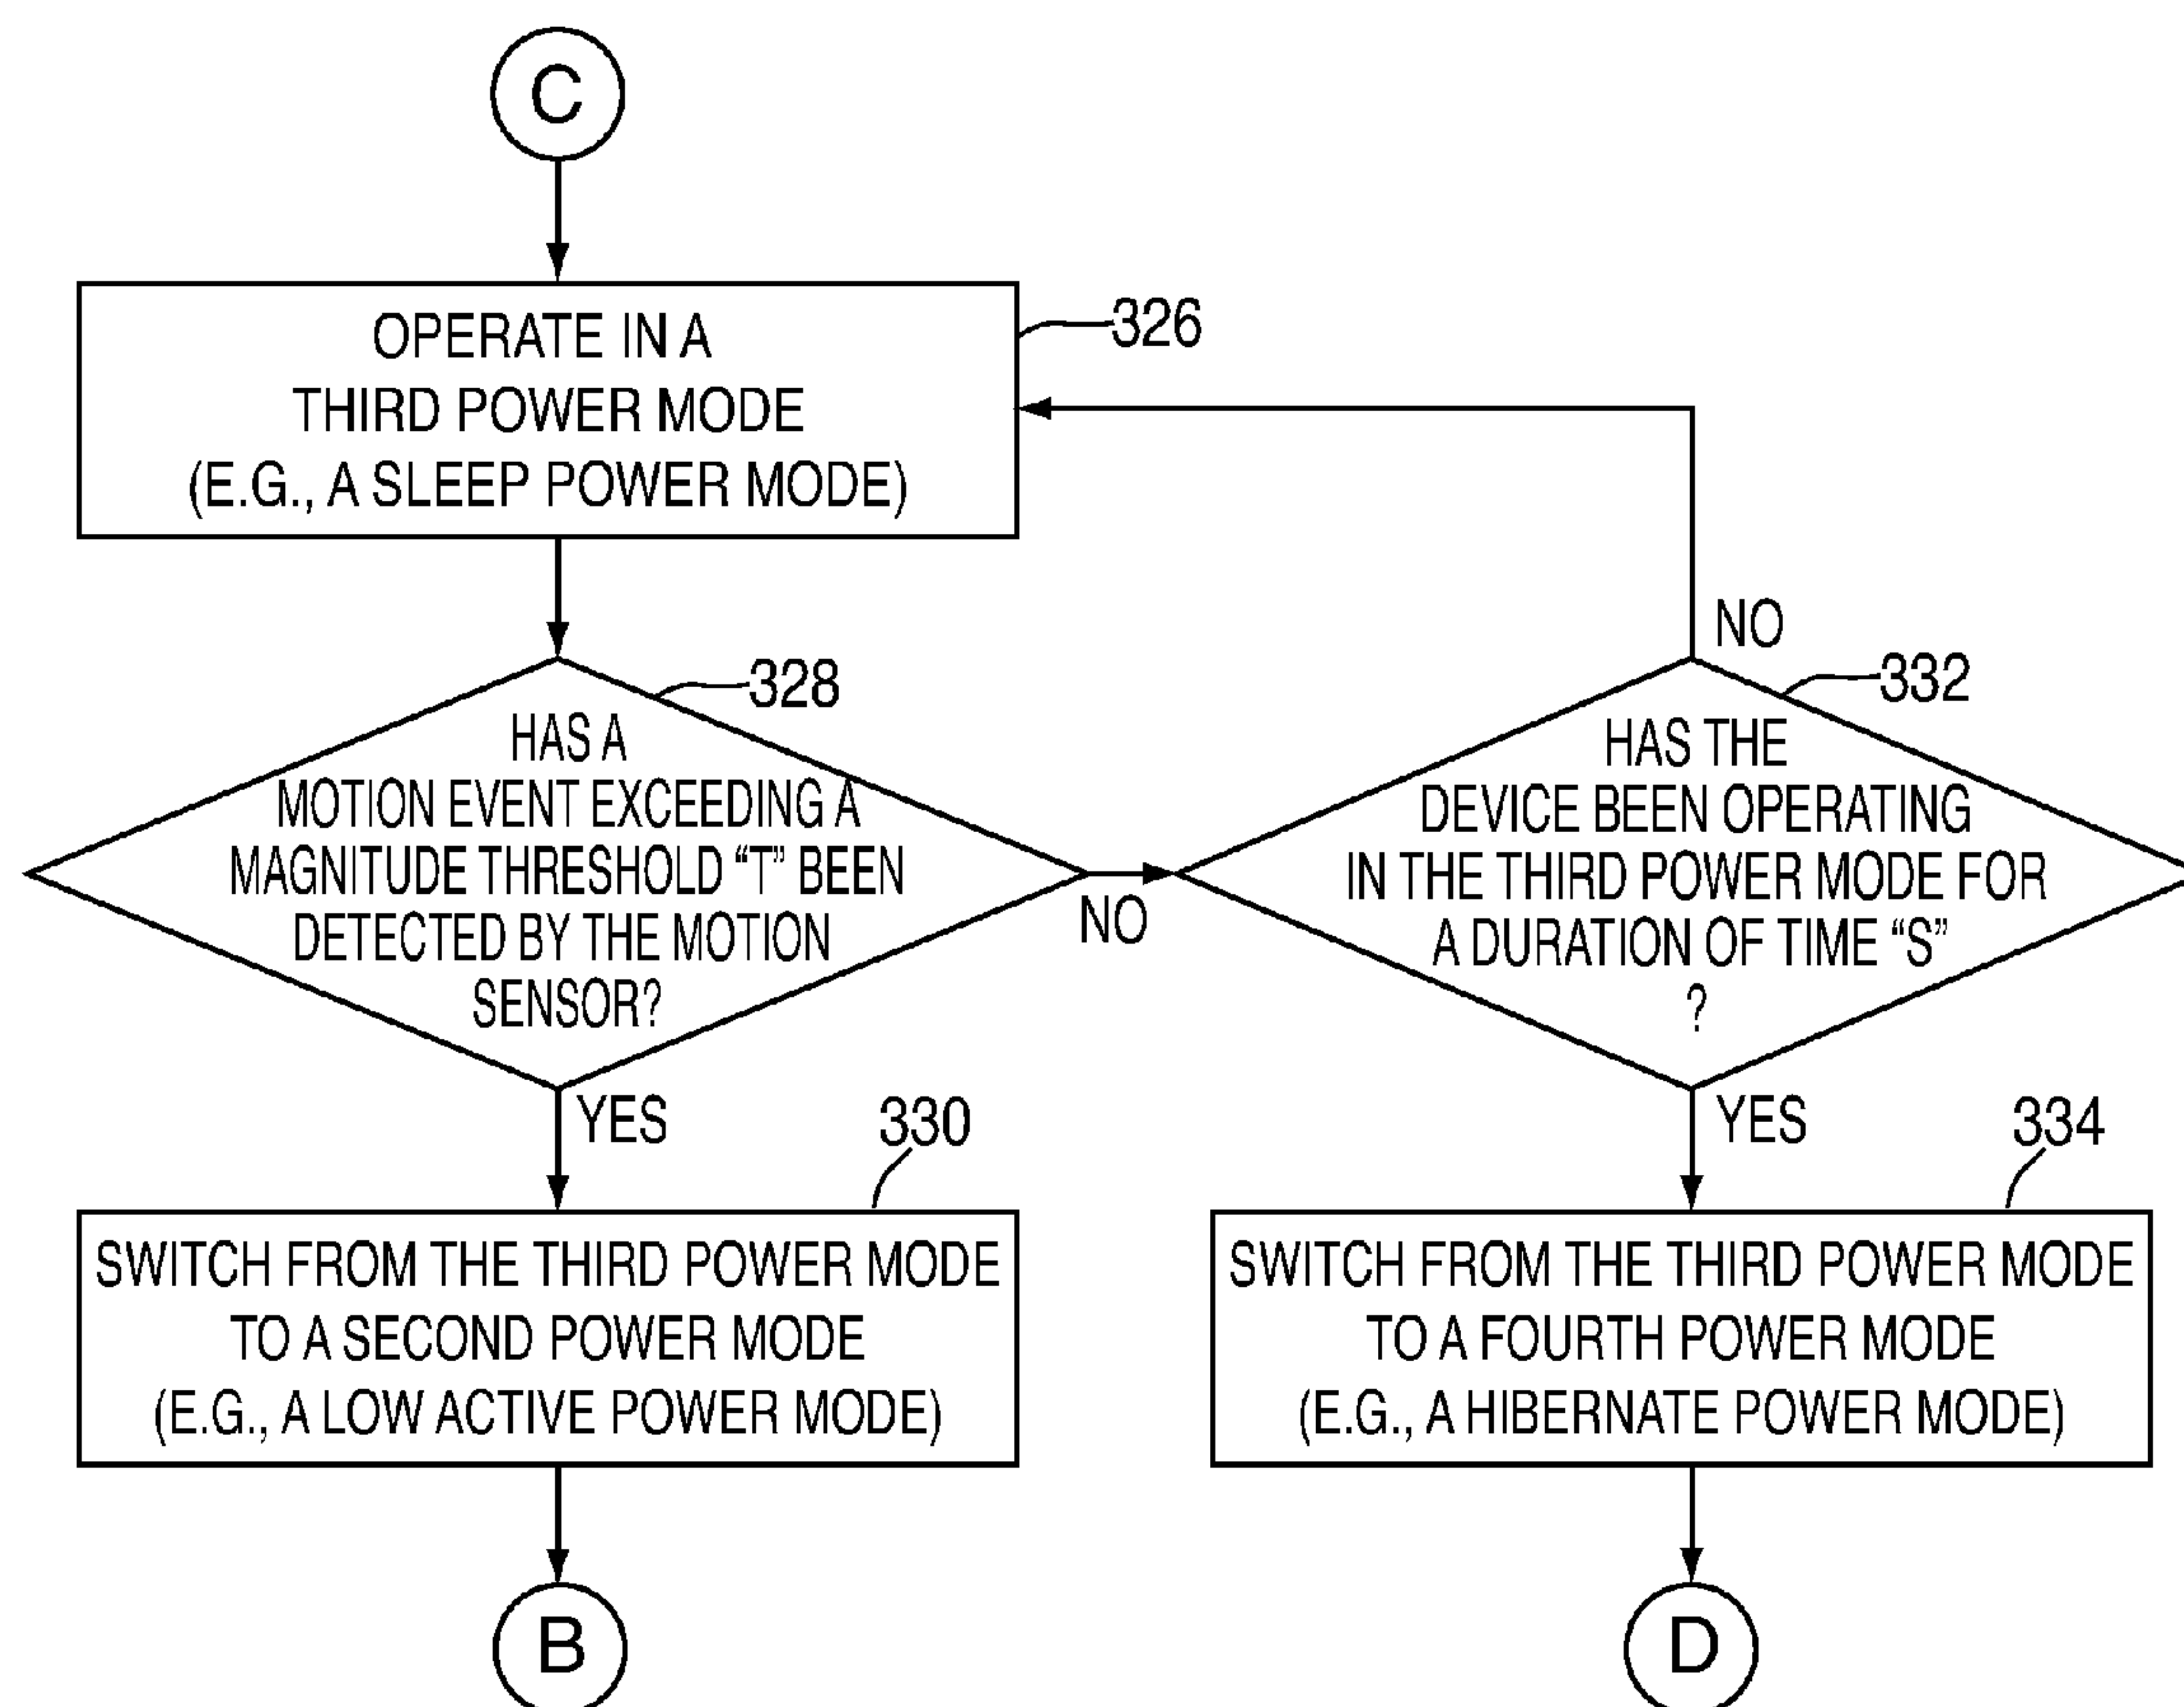 C
OPERATE IN A
THIRD POWER MODE
(E.G., A SLEEP POWER MODE)
326
328
HAS A
MOTION EVENT EXCEEDING A
MAGNITUDE THRESHOLD “T” BEEN
DETECTED BY THE MOTION
SENSOR?
NO
YES
NO
332
HAS THE
DEVICE BEEN OPERATING
IN THE THIRD POWER MODE FOR
A DURATION OF TIME “S”
?
YES
330
SWITCH FROM THE THIRD POWER MODE
TO A SECOND POWER MODE
(E.G., A LOW ACTIVE POWER MODE)
334
SWITCH FROM THE THIRD POWER MODE
TO A FOURTH POWER MODE
(E.G., A HIBERNATE POWER MODE)
B
D